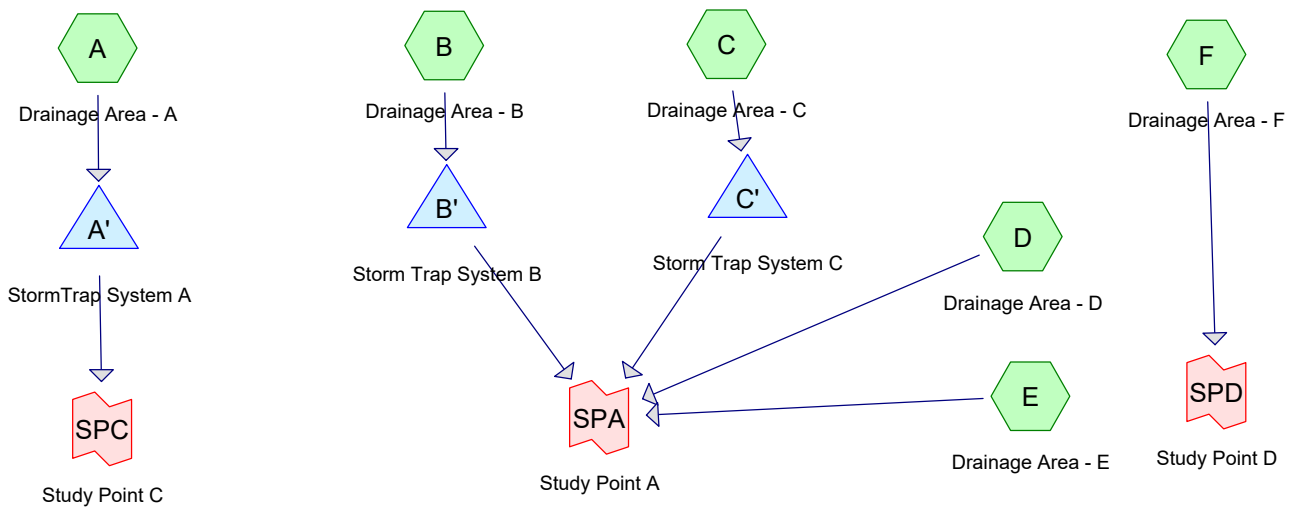 A
Drainage Area - A
B
Drainage Area - B
C
Drainage Area - C
F
Drainage Area - F
A'
StormTrap System A
B'
Storm Trap System B
C'
Storm Trap System C
D
Drainage Area - D
SPC
Study Point C
SPA
Study Point A
E
Drainage Area - E
SPD
Study Point D